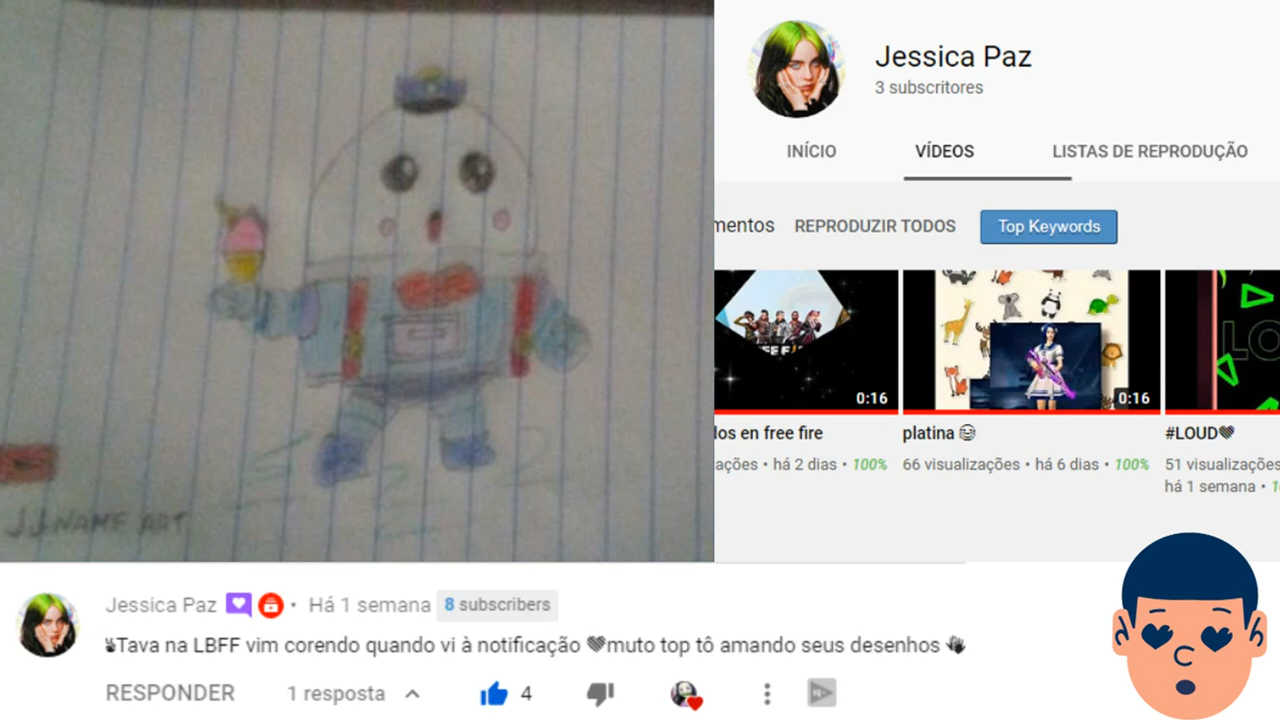 Jessica Paz
3 subscritores
INÍCIO VÍDEOS LISTAS DE REPRODUÇÃO
mentos REPRODUZIR TODOS Top Keywords
0:16 0:16 LO
dos en free fire platina 😆 #LOUD💜
ações • há 2 dias • 100% 66 visualizações • há 6 dias • 100% 51 visualizações
há 1 semana • 1
J.J. NAME ART
Jessica Paz • Há 1 semana 8 subscribers
Tava na LBFF vim corendo quando vi à notificação 💜muto top tô amando seus desenhos 👋
RESPONDER 1 resposta 4